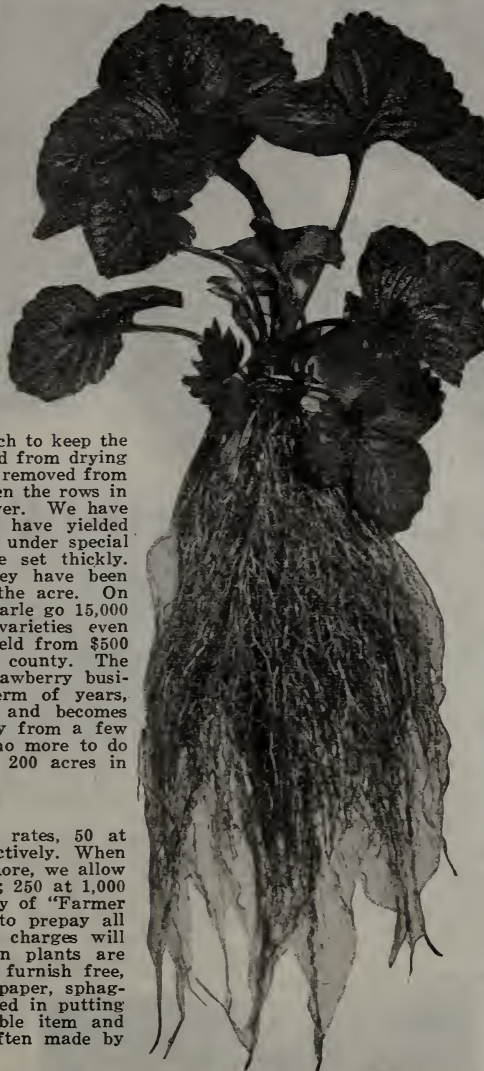 ch to keep the
d from drying
removed from
en the rows in
ver. We have
have yielded
under special
e set thickly.
ey have been
the acre. On
arle go 15,000
varieties even
eld from $500
county. The
awberry busi-
erm of years,
and becomes
y from a few
no more to do
200 acres in
rates, 50 at
ctively. When
ore, we allow
; 250 at 1,000
y of "Farmer
to prepay all
charges will
n plants are
furnish free,
paper, sphag-
ed in putting
ble item and
ften made by